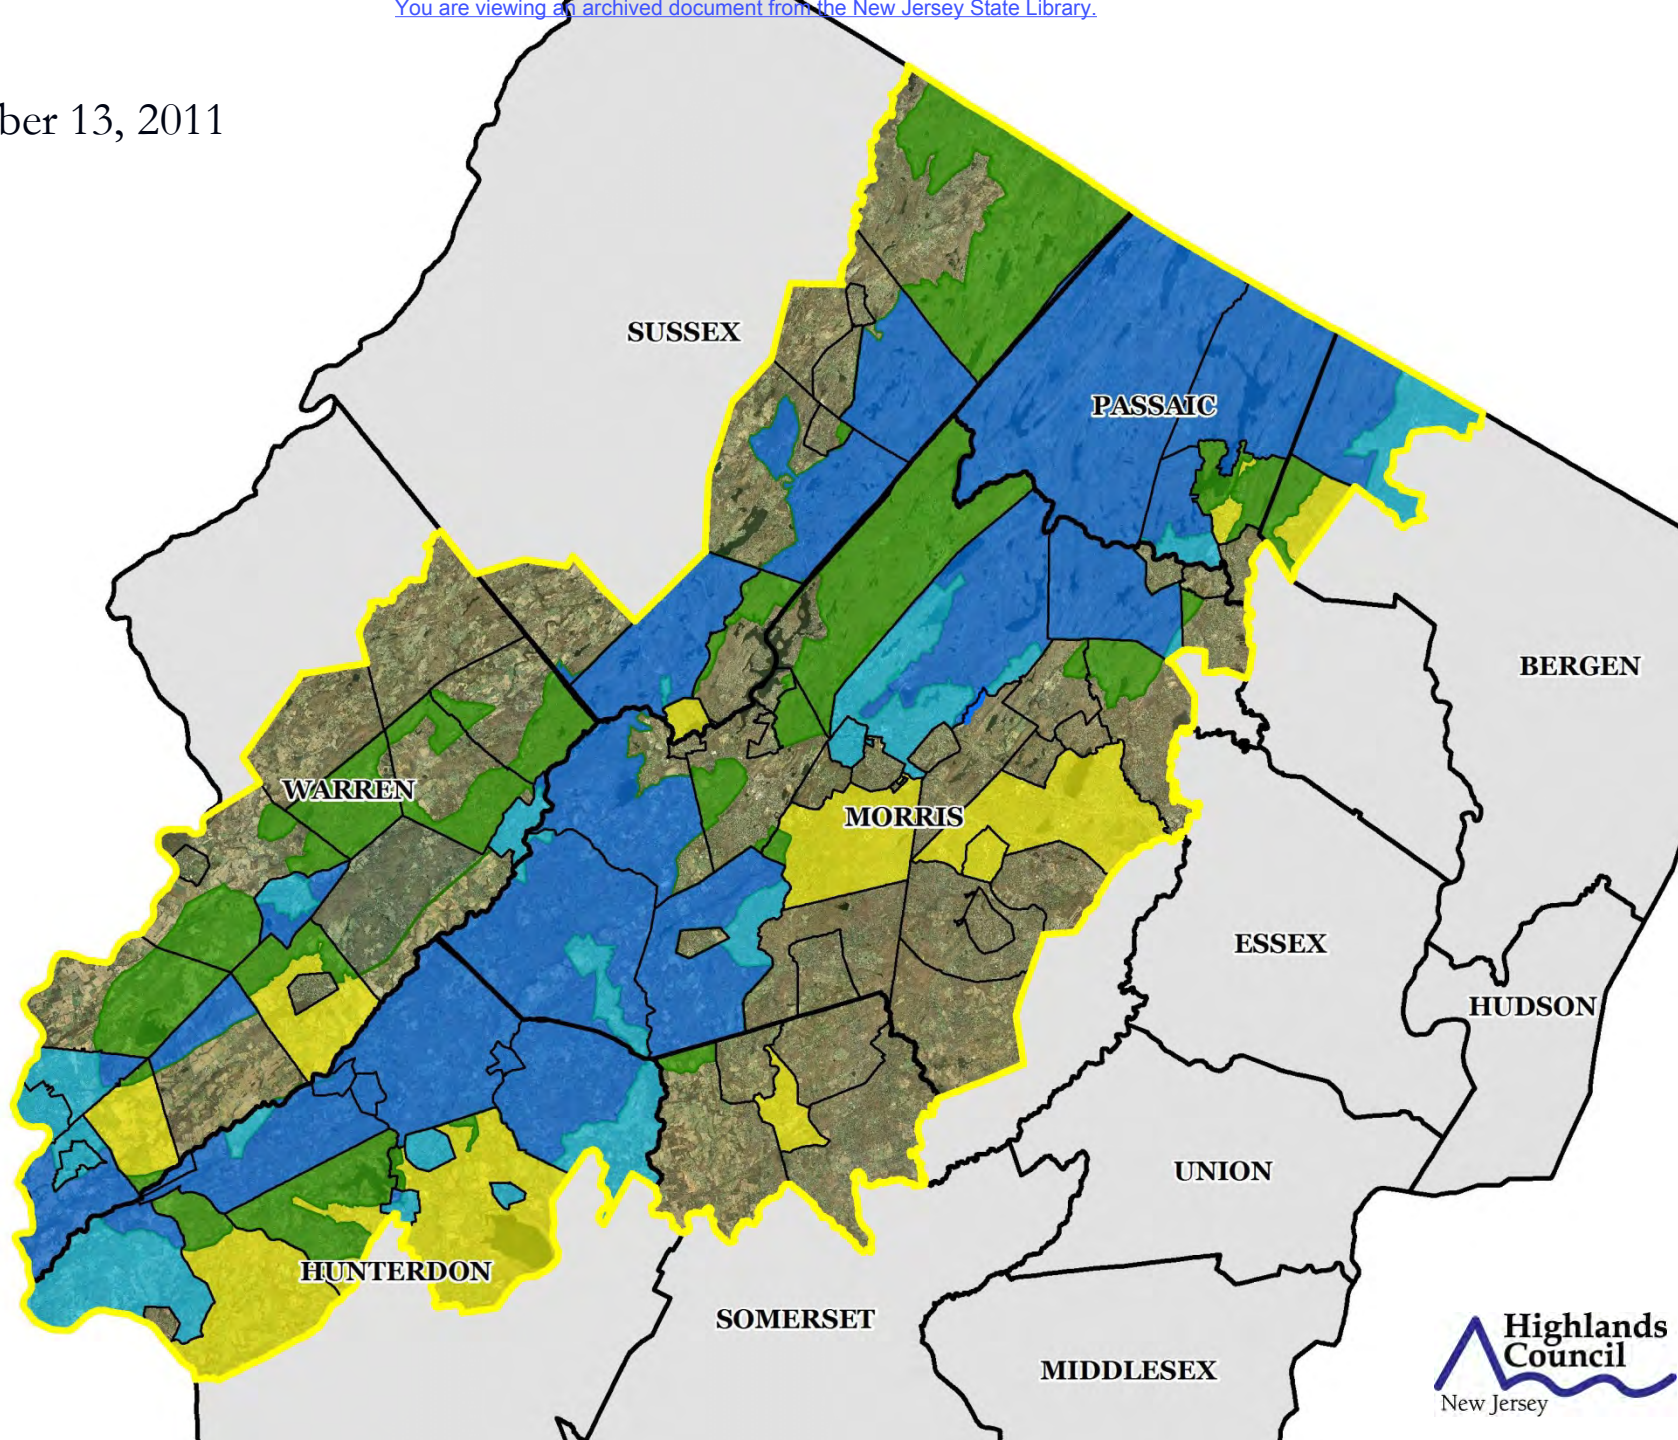 You are viewing an archived document from the New Jersey State Library.
ber 13, 2011
SUSSEX
PASSAIC
BERGEN
WARREN
MORRIS
ESSEX
HUDSON
UNION
HUNTERDON
SOMERSET
MIDDLESEX
Highlands
Council
New Jersey